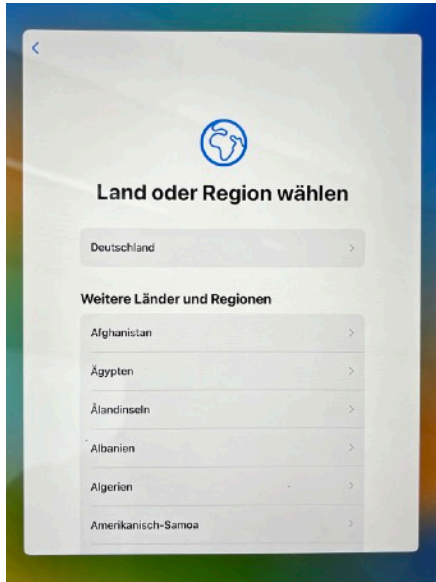 Land oder Region wählen
Deutschland
Weitere Länder und Regionen
Afghanistan
Ägypten
Ålandinseln
Albanien
Algerien
Amerikanisch-Samoa